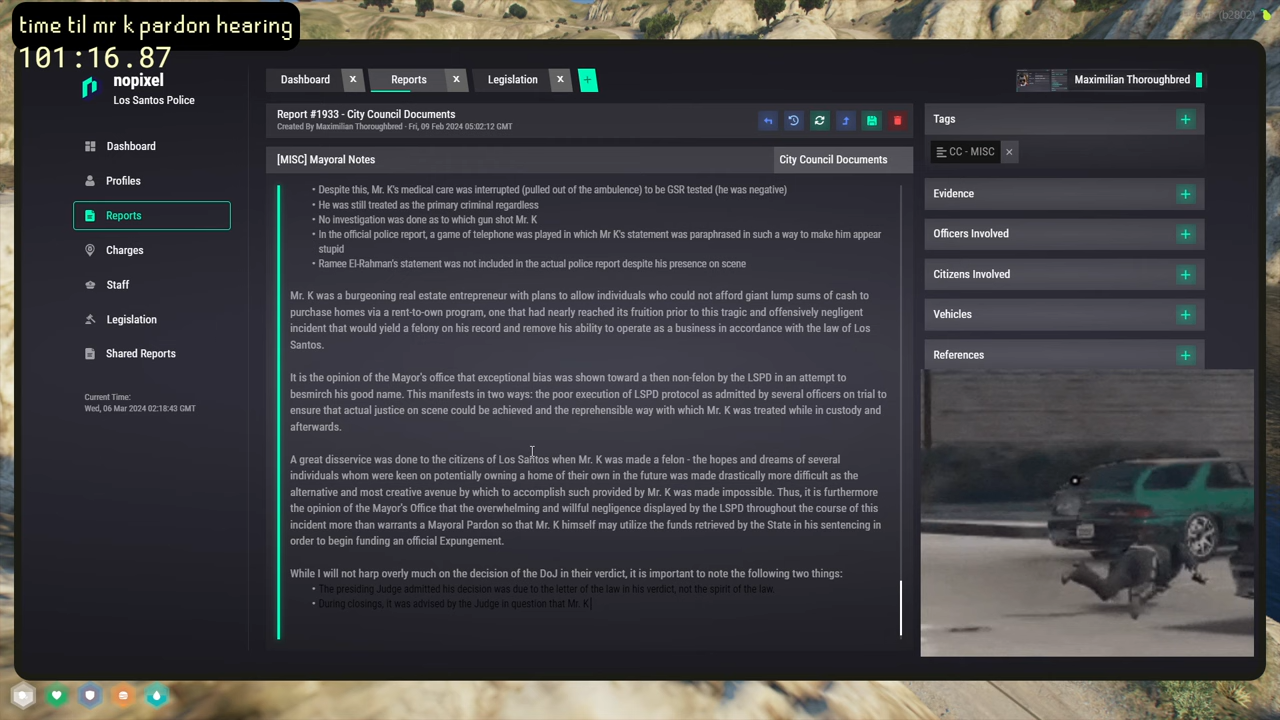 time til mr k pardon hearing
101:16.87
(b2802)
nopixel
Los Santos Police
Dashboard
Profiles
Reports
Charges
Staff
Legislation
Shared Reports
Current Time:
Wed, 06 Mar 2024 02:18:43 GMT
Dashboard x Reports x Legislation x +
Maximilian Thoroughbred
Report #1933 - City Council Documents
Created By Maximilian Thoroughbred · Fri, 09 Feb 2024 05:02:12 GMT
[MISC] Mayoral Notes
City Council Documents
• Despite this, Mr. K's medical care was interrupted (pulled out of the ambulence) to be GSR tested (he was negative)
• He was still treated as the primary criminal regardless
• No investigation was done as to which gun shot Mr. K
• In the official police report, a game of telephone was played in which Mr K's statement was paraphrased in such a way to make him appear
stupid
• Ramee El-Rahman's statement was not included in the actual police report despite his presence on scene
Mr. K was a burgeoning real estate entrepreneur with plans to allow individuals who could not afford giant lump sums of cash to
purchase homes via a rent-to-own program, one that had nearly reached its fruition prior to this tragic and offensively negligent
incident that would yield a felony on his record and remove his ability to operate as a business in accordance with the law of Los
Santos.
It is the opinion of the Mayor's office that exceptional bias was shown toward a then non-felon by the LSPD in an attempt to
besmirch his good name. This manifests in two ways: the poor execution of LSPD protocol as admitted by several officers on trial to
ensure that actual justice on scene could be achieved and the reprehensible way with which Mr. K was treated while in custody and
afterwards.
A great disservice was done to the citizens of Los Santos when Mr. K was made a felon - the hopes and dreams of several
individuals whom were keen on potentially owning a home of their own in the future was made drastically more difficult as the
alternative and most creative avenue by which to accomplish such provided by Mr. K was made impossible. Thus, it is furthermore
the opinion of the Mayor's Office that the overwhelming and willful negligence displayed by the LSPD throughout the course of this
incident more than warrants a Mayoral Pardon so that Mr. K himself may utilize the funds retrieved by the State in his sentencing in
order to begin funding an official Expungement.
While I will not harp overly much on the decision of the DoJ in their verdict, it is important to note the following two things:
• The presiding Judge admitted his decision was due to the letter of the law in his verdict, not the spirit of the law.
• During closings, it was advised by the Judge in question that Mr. K
Tags +
CC - MISC x
Evidence +
Officers Involved +
Citizens Involved +
Vehicles +
References +